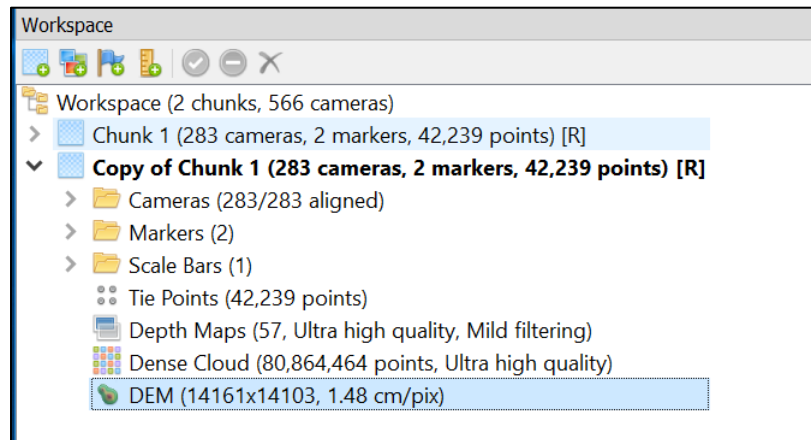 Workspace
Workspace (2 chunks, 566 cameras)
Chunk 1 (283 cameras, 2 markers, 42,239 points) [R]
Copy of Chunk 1 (283 cameras, 2 markers, 42,239 points) [R]
Cameras (283/283 aligned)
Markers (2)
Scale Bars (1)
Tie Points (42,239 points)
Depth Maps (57, Ultra high quality, Mild filtering)
Dense Cloud (80,864,464 points, Ultra high quality)
DEM (14161x14103, 1.48 cm/pix)